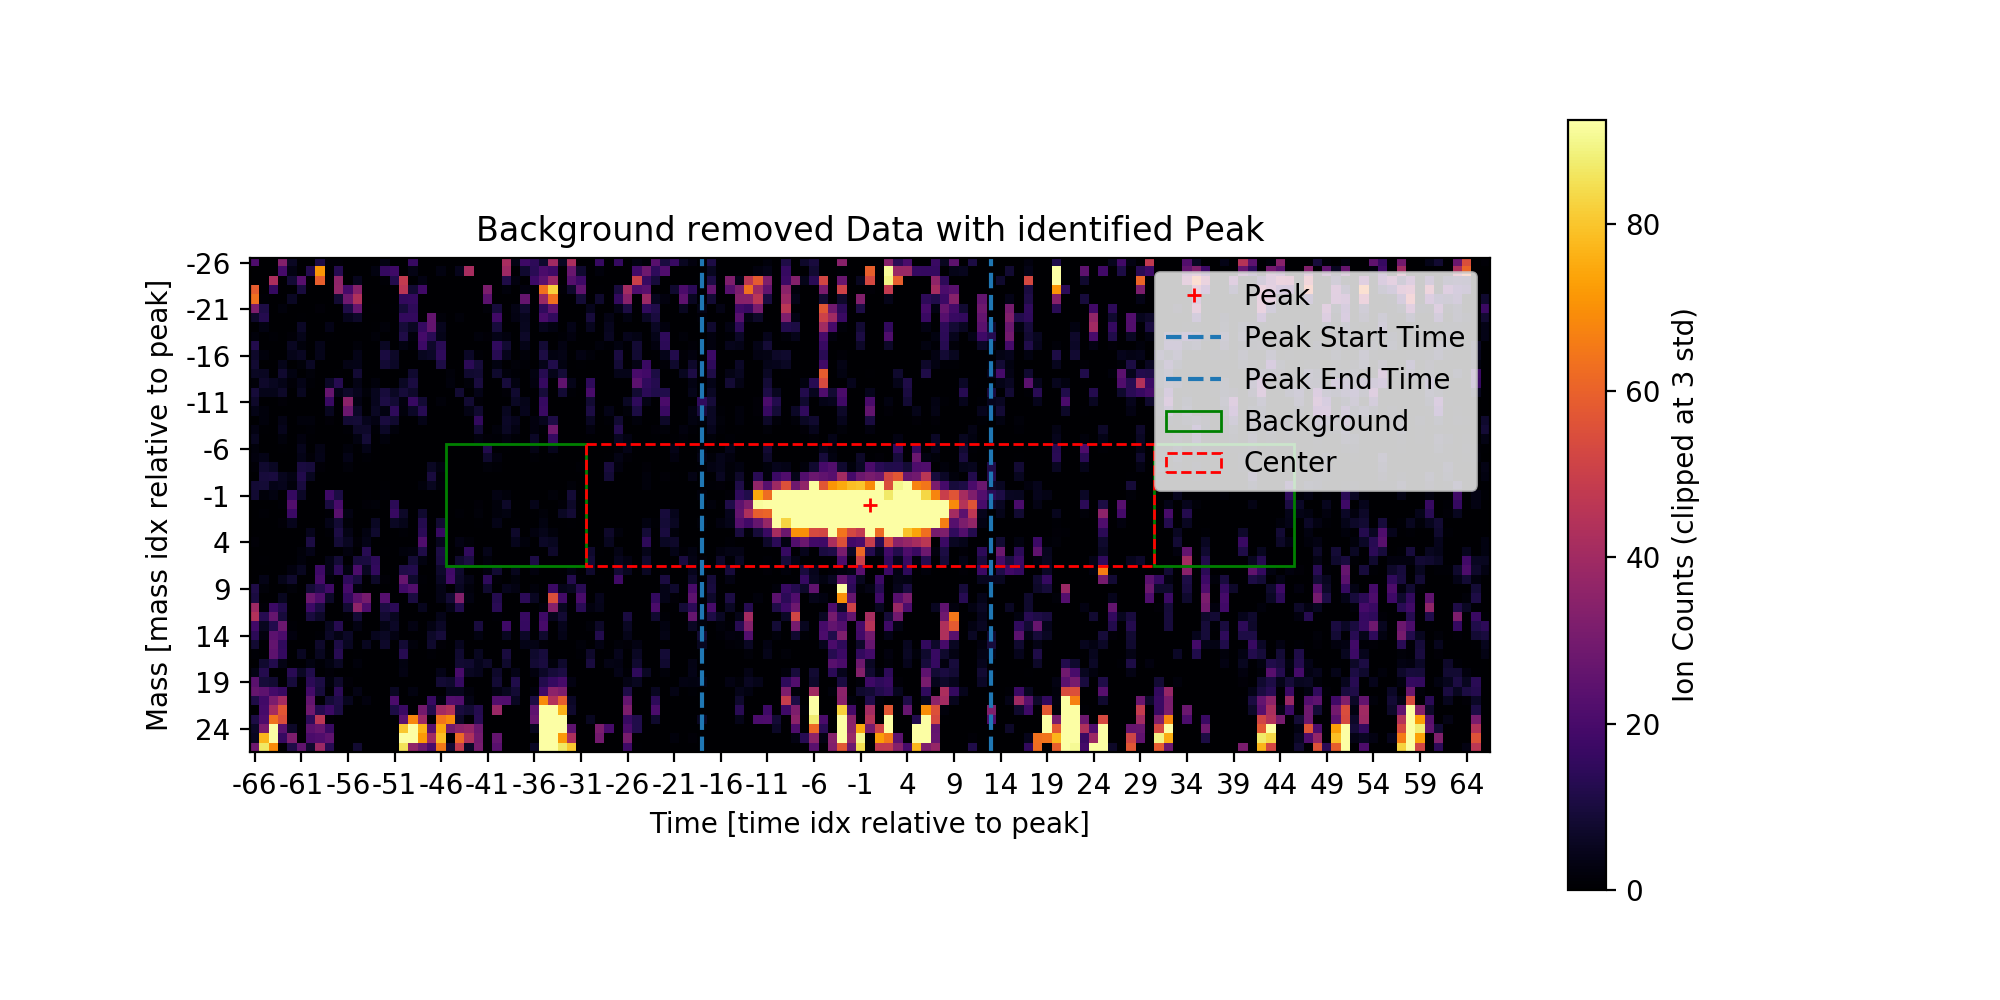 Background removed Data with identified Peak
Mass [mass idx relative to peak]
-26
-21
-16
-11
-6
-1
4
9
14
19
24
Peak
Peak Start Time
Peak End Time
Background
Center
-66 -61 -56 -51 -46 -41 -36 -31 -26 -21 -16 -11 -6 -1 4 9 14 19 24 29 34 39 44 49 54 59 64
Time [time idx relative to peak]
80
60
40
20
0
Ion Counts (clipped at 3 std)